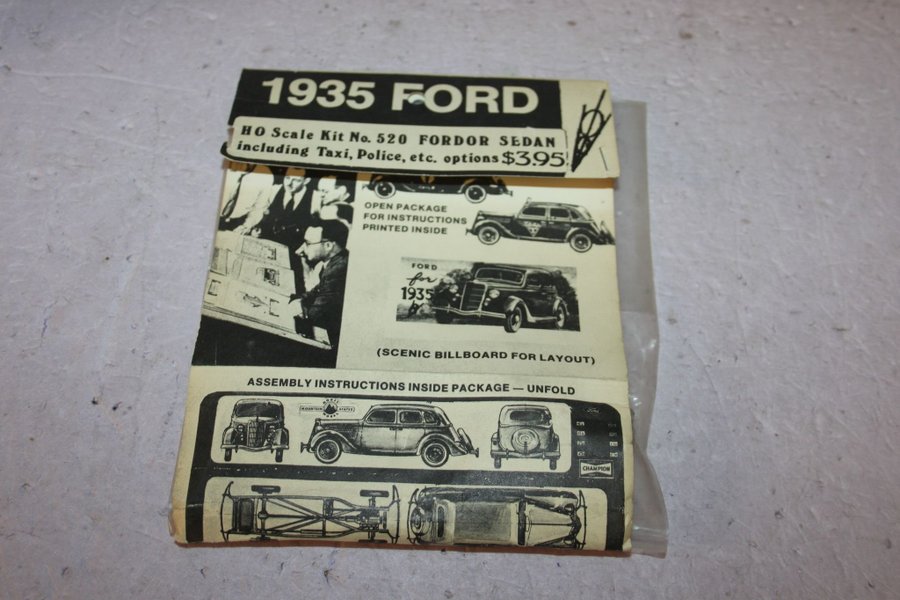 1935 FORD
HO Scale Kit No. 520 FORDOR SEDAN
including Taxi, Police, etc. options $3.95
OPEN PACKAGE
FOR INSTRUCTIONS
PRINTED INSIDE
FORD
for
1935
(SCENIC BILLBOARD FOR LAYOUT)
ASSEMBLY INSTRUCTIONS INSIDE PACKAGE — UNFOLD
CHAMPION